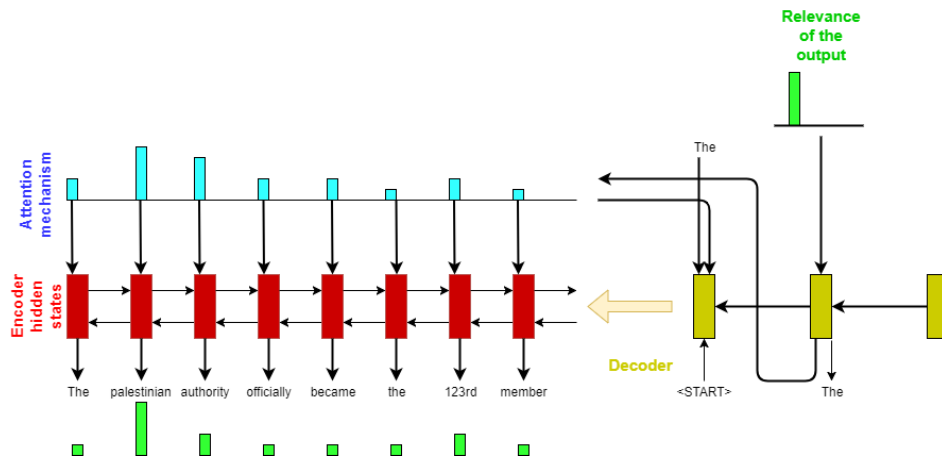 Relevance
of the
output
The
Attention
mechanism
Encoder
hidden
states
Decoder
The palestinian authority officially became the 123rd member
<START>
The